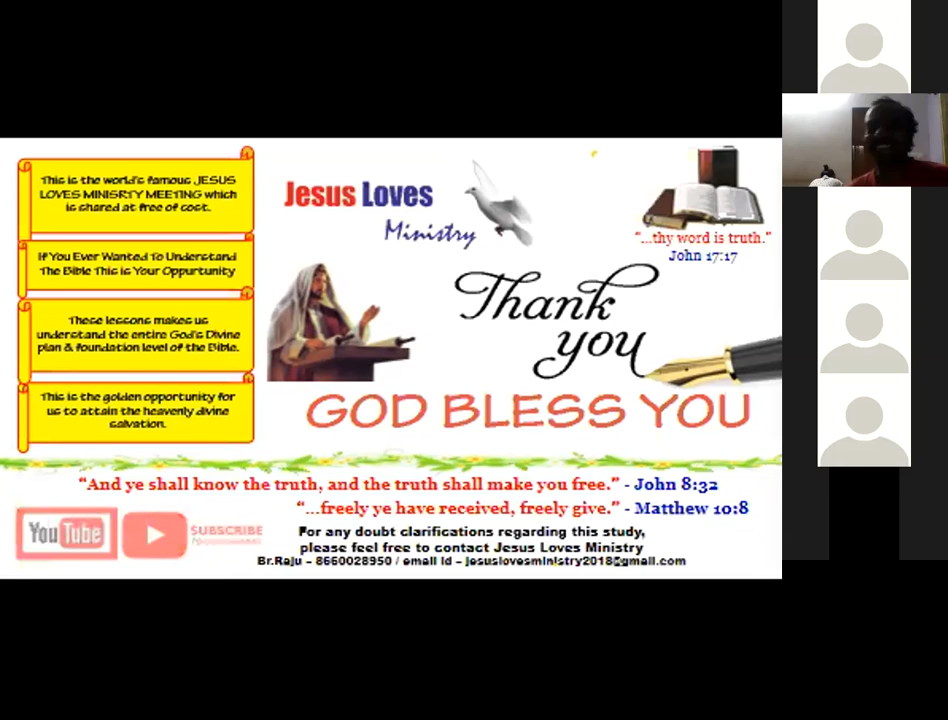 This is the world's famous JESUS
LOVES MINISRTY MEETING which
is shared at free of cost.
If You Ever Wanted To Understand
The Bible This is Your Oppurtunity
These lessons makes us
understand the entire God's Divine
plan & foundation level of the Bible.
This is the golden opportunity for
us to attain the heavenly divine
salvation.
Jesus Loves
Ministry
“...thy word is truth.”
John 17:17
Thank
you
GOD BLESS YOU
“And ye shall know the truth, and the truth shall make you free.” - John 8:32
“...freely ye have received, freely give.” - Matthew 10:8
YouTube
SUBSCRIBE
For any doubt clarifications regarding this study,
please feel free to contact Jesus Loves Ministry
Br.Raju – 8660028950 / email id – jesuslovesministry2018@gmail.com